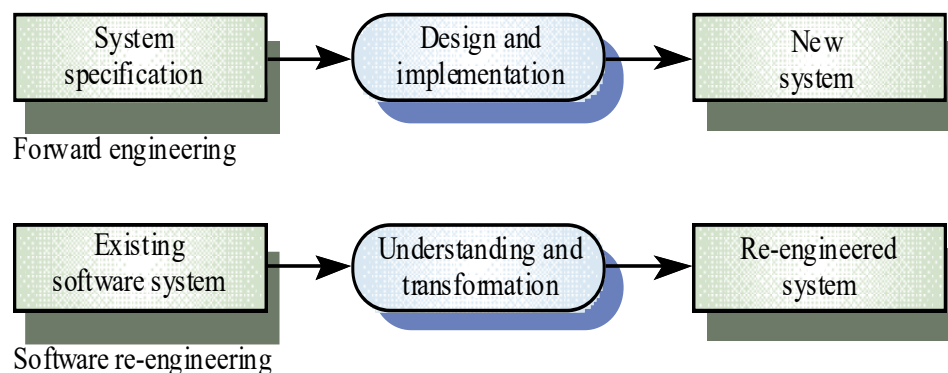 System
specification
Design and
implementation
New
system
Forward engineering
Existing
software system
Understanding and
transformation
Re-engineered
system
Software re-engineering